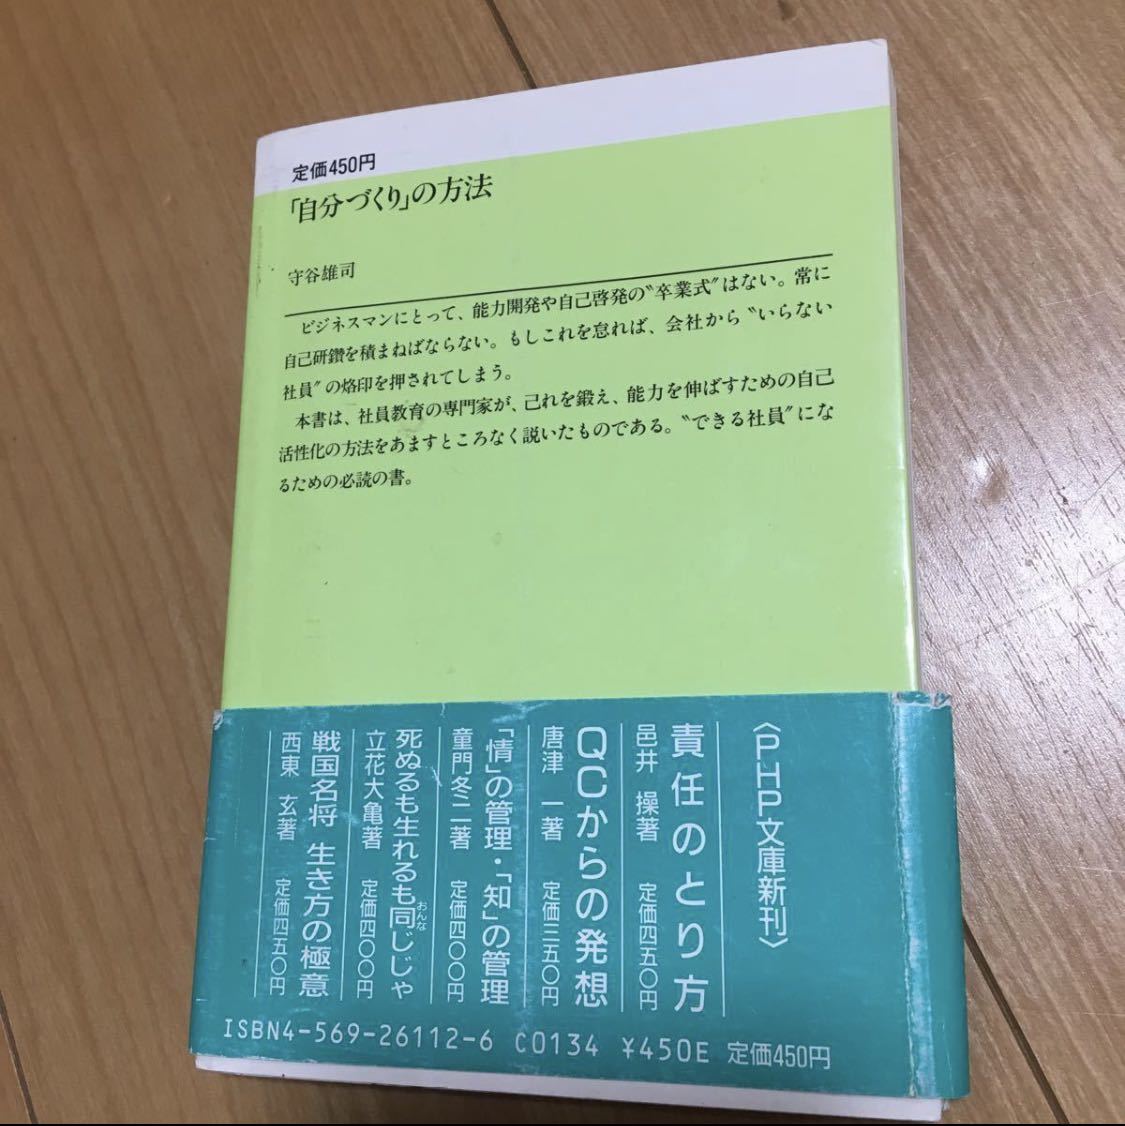 定価450円
「自分づくり」の方法
守谷雄司
ビジネスマンにとって、能力開発や自己啓発の〝卒業式〟はない。常に
自己研鑽を積まねばならない。もしこれを怠れば、会社から〝いらない
社員〟の烙印を押されてしまう。
本書は、社員教育の専門家が、己れを鍛え、能力を伸ばすための自己
活性化の方法をあますところなく説いたものである。〝できる社員〟にな
るための必読の書。
〈PHP文庫新刊〉
責任のとり方
邑井 操著 定価四五〇円
QCからの発想
唐津 一著 定価三五〇円
「情」の管理・「知」の管理
童門冬二著 定価四〇〇円
死ぬるも生れるも同じじゃ
おんな
立花大亀著 定価四〇〇円
戦国名将 生き方の極意
西東 玄著 定価四五〇円
ISBN4-569-26112-6 C0134 ¥450E 定価450円